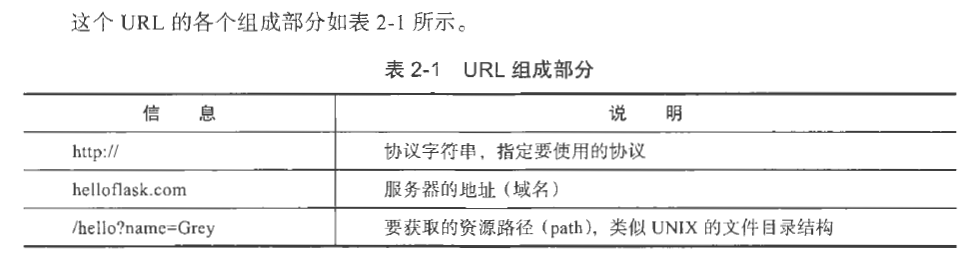 这个 URL 的各个组成部分如表 2-1 所示。
表 2-1 URL 组成部分
信 息 说 明
http:// 协议字符串，指定要使用的协议
helloflask.com 服务器的地址（域名）
/hello?name=Grey 要获取的资源路径（path），类似 UNIX 的文件目录结构